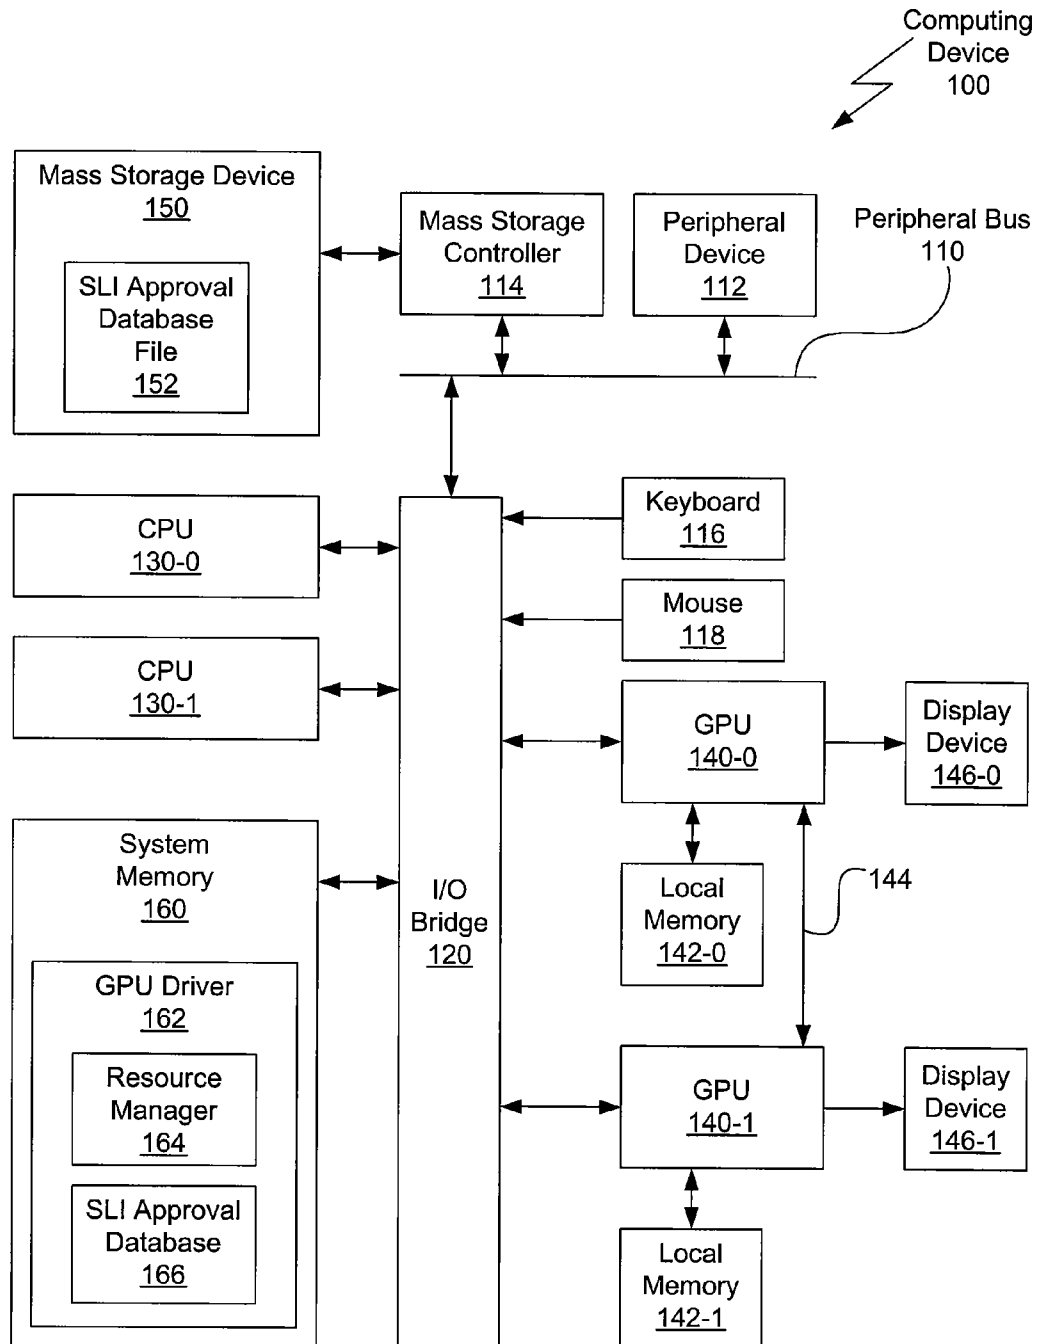 Computing
Device
100
Mass Storage Device
150
SLI Approval
Database
File
152
Mass Storage
Controller
114
Peripheral
Device
112
Peripheral Bus
110
CPU
130-0
CPU
130-1
Keyboard
116
Mouse
118
GPU
140-0
Display
Device
146-0
System
Memory
160
I/O
Bridge
120
Local
Memory
142-0
144
GPU Driver
162
Resource
Manager
164
SLI Approval
Database
166
GPU
140-1
Display
Device
146-1
Local
Memory
142-1